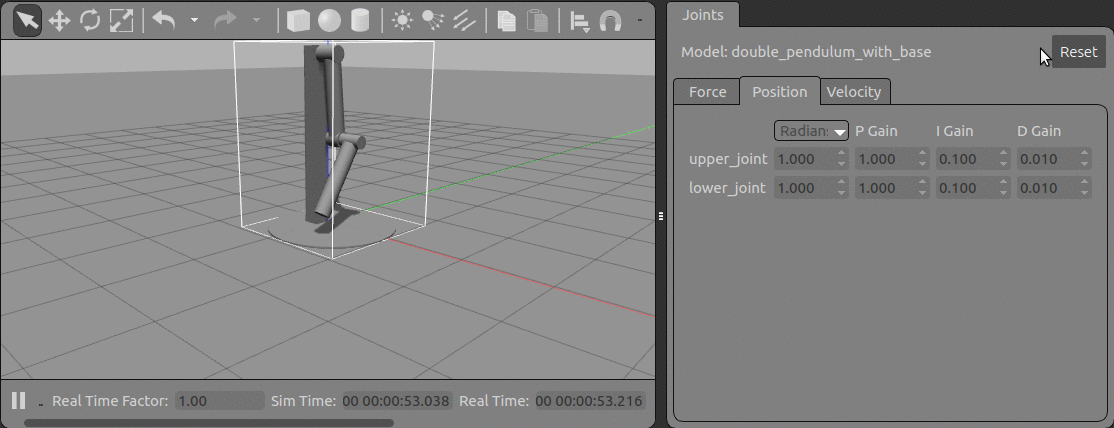 Joints
Model: double_pendulum_with_base
Reset
Force Position Velocity
Radian P Gain I Gain D Gain
upper_joint 1.000 1.000 0.100 0.010
lower_joint 1.000 1.000 0.100 0.010
Real Time Factor: 1.00 Sim Time: 00 00:00:53.038 Real Time: 00 00:00:53.216